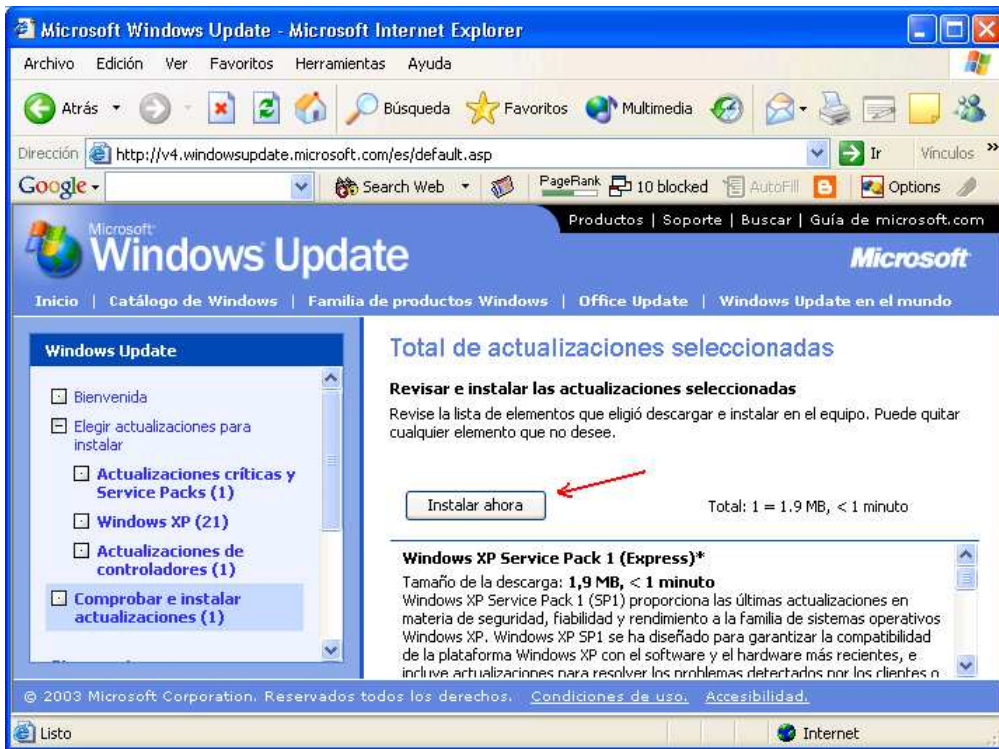 Microsoft Windows Update - Microsoft Internet Explorer
Archivo Edición Ver Favoritos Herramientas Ayuda
Atrás Búsqueda Favoritos Multimedia
Dirección http://v4.windowsupdate.microsoft.com/es/default.asp Ir Vínculos »
Google Search Web PageRank 10 blocked AutoFill Options
Productos | Soporte | Buscar | Guía de microsoft.com
Microsoft
Windows Update
Microsoft
Inicio | Catálogo de Windows | Familia de productos Windows | Office Update | Windows Update en el mundo
Windows Update
Bienvenida
Elegir actualizaciones para
instalar
Actualizaciones críticas y
Service Packs (1)
Windows XP (21)
Actualizaciones de
controladores (1)
Comprobar e instalar
actualizaciones (1)
Total de actualizaciones seleccionadas
Revisar e instalar las actualizaciones seleccionadas
Revise la lista de elementos que eligió descargar e instalar en el equipo. Puede quitar
cualquier elemento que no desee.
Instalar ahora
Total: 1 = 1.9 MB, < 1 minuto
Windows XP Service Pack 1 (Express)*
Tamaño de la descarga: 1,9 MB, < 1 minuto
Windows XP Service Pack 1 (SP1) proporciona las últimas actualizaciones en
materia de seguridad, fiabilidad y rendimiento a la familia de sistemas operativos
Windows XP. Windows XP SP1 se ha diseñado para garantizar la compatibilidad
de la plataforma Windows XP con el software y el hardware más recientes, e
incluye actualizaciones para resolver los problemas detectados por los clientes o
© 2003 Microsoft Corporation. Reservados todos los derechos. Condiciones de uso. Accesibilidad.
Listo
Internet